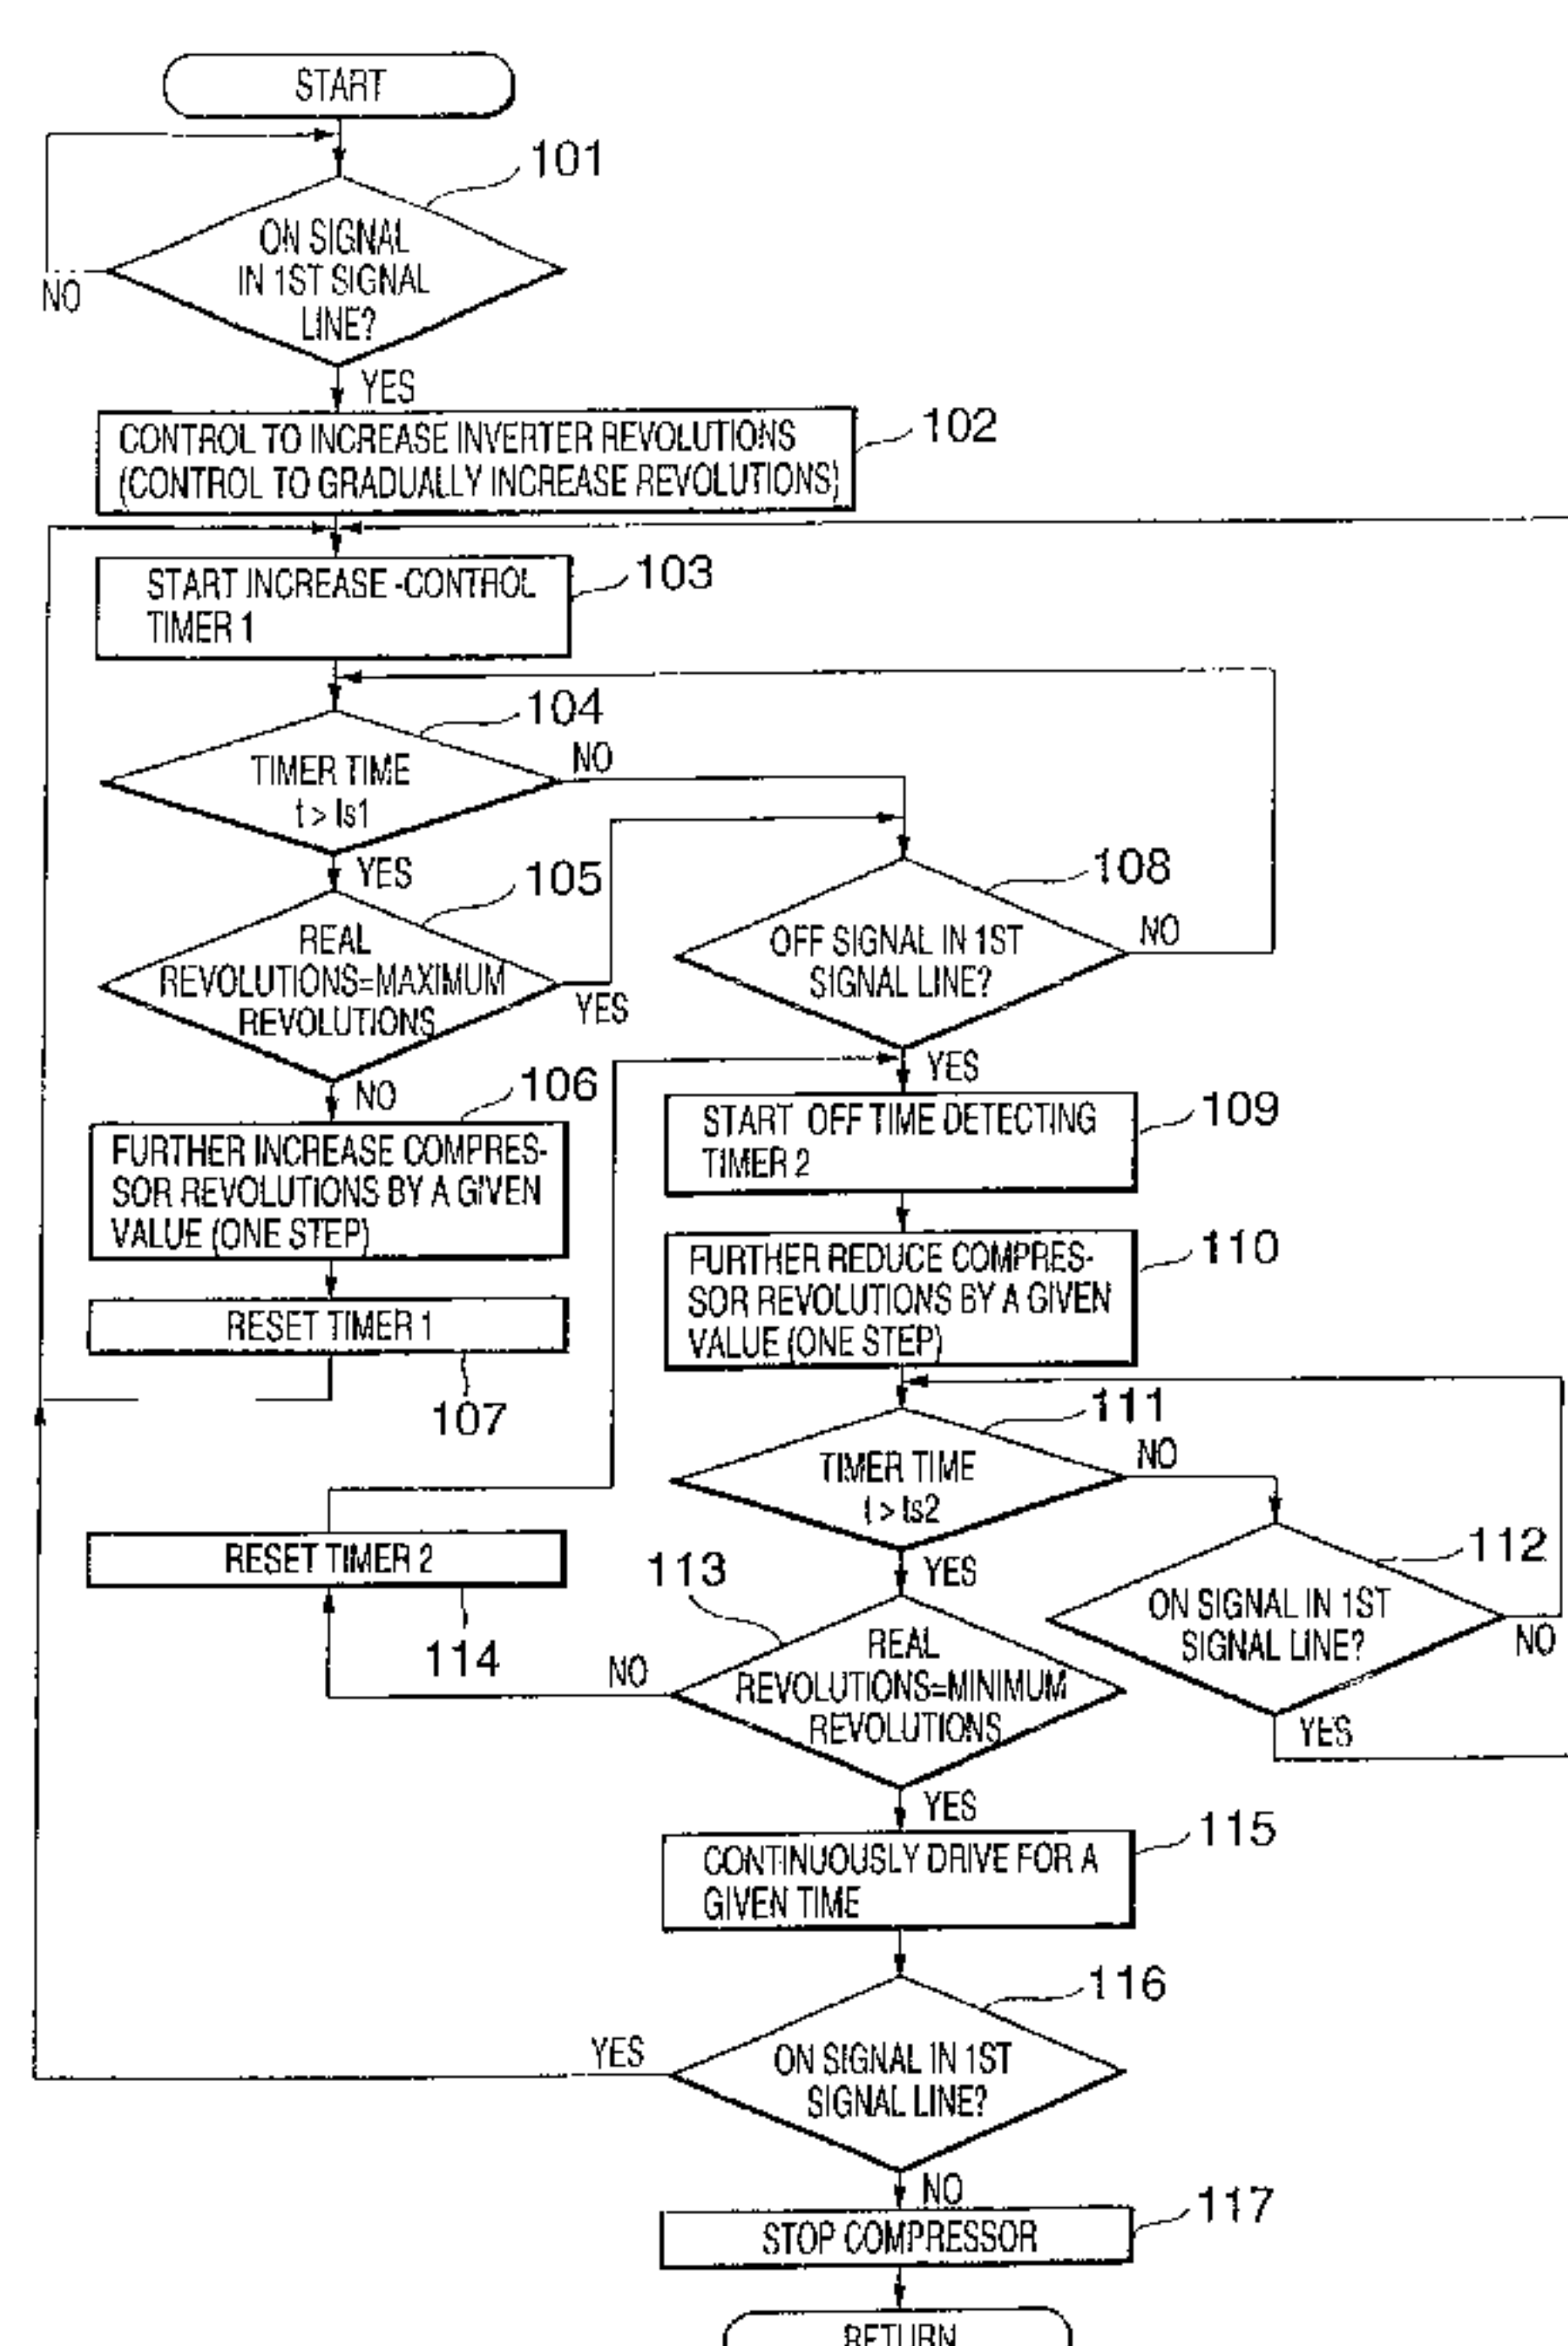 START
101
ON SIGNAL
IN 1ST SIGNAL
LINE?
NO
YES
CONTROL TO INCREASE INVERTER REVOLUTIONS
(CONTROL TO GRADUALLY INCREASE REVOLUTIONS)
102
START INCREASE-CONTROL
TIMER 1
103
104
TIMER TIME
t > ts1
NO
YES
105
REAL
REVOLUTIONS=MAXIMUM
REVOLUTIONS
YES
NO
106
FURTHER INCREASE COMPRES-
SOR REVOLUTIONS BY A GIVEN
VALUE (ONE STEP)
RESET TIMER 1
107
108
OFF SIGNAL IN 1ST
SIGNAL LINE?
NO
YES
START OFF TIME DETECTING
TIMER 2
109
FURTHER REDUCE COMPRES-
SOR REVOLUTIONS BY A GIVEN
VALUE (ONE STEP)
110
111
TIMER TIME
t > ts2
NO
YES
112
ON SIGNAL IN 1ST
SIGNAL LINE?
NO
YES
113
REAL
REVOLUTIONS=MINIMUM
REVOLUTIONS
NO
YES
RESET TIMER 2
114
CONTINUOUSLY DRIVE FOR A
GIVEN TIME
115
116
ON SIGNAL IN 1ST
SIGNAL LINE?
YES
NO
STOP COMPRESSOR
117
RETURN